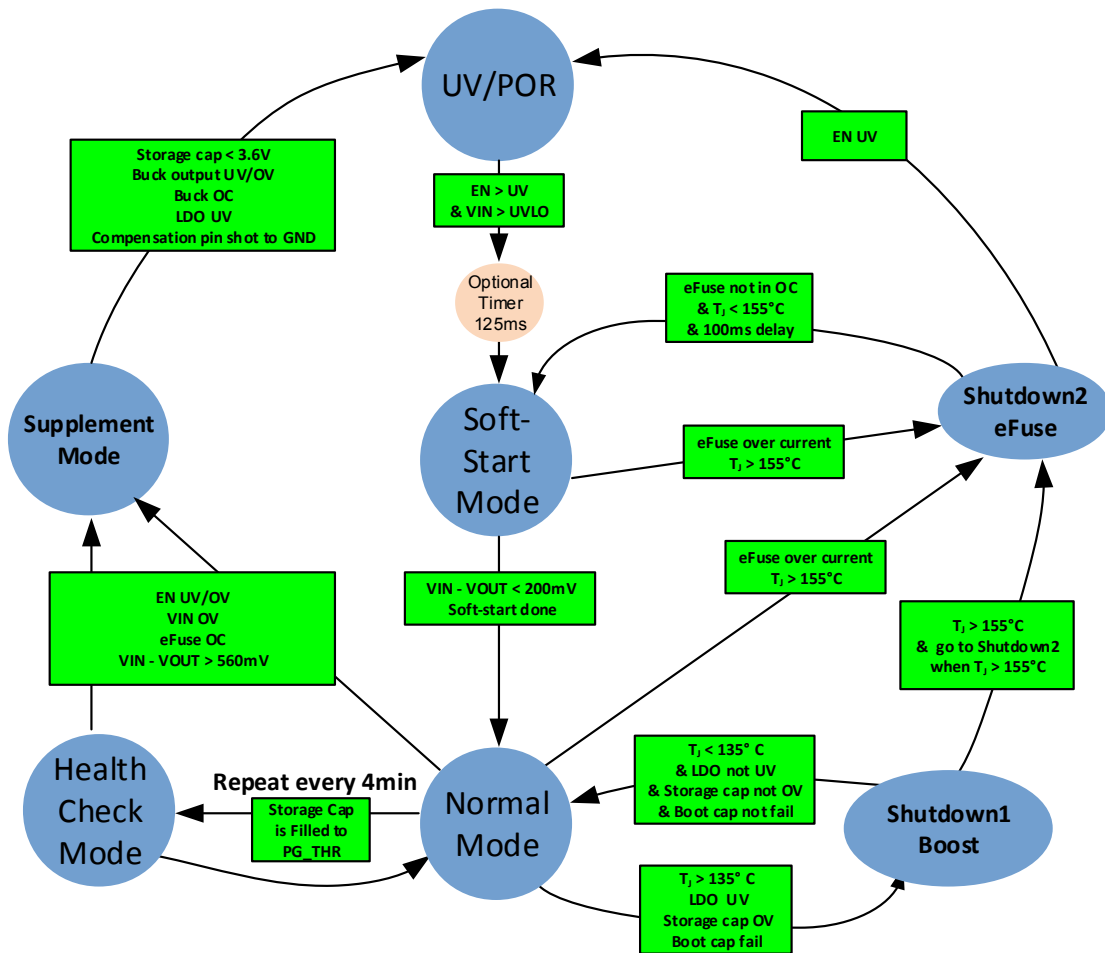 UV/POR
EN UV
Storage cap < 3.6V
Buck output UV/OV
Buck OC
LDO UV
Compensation pin shot to GND
EN > UV
& VIN > UVLO
Optional
Timer
125ms
eFuse not in OC
& TJ < 155°C
& 100ms delay
Supplement
Mode
Soft-
Start
Mode
Shutdown2
eFuse
eFuse over current
TJ > 155°C
eFuse over current
TJ > 155°C
VIN - VOUT < 200mV
Soft-start done
EN UV/OV
VIN OV
eFuse OC
VIN - VOUT > 560mV
TJ > 155°C
& go to Shutdown2
when TJ > 155°C
Health
Check
Mode
Repeat every 4min
Storage Cap
is Filled to
PG_THR
Normal
Mode
TJ < 135° C
& LDO not UV
& Storage cap not OV
& Boot cap not fail
Shutdown1
Boost
TJ > 135° C
LDO UV
Storage cap OV
Boot cap fail